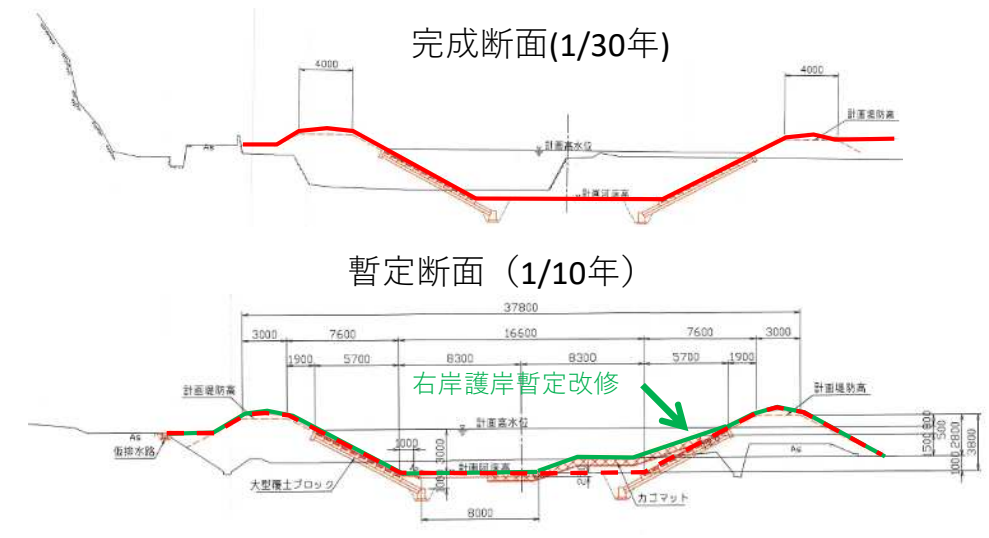 完成断面(1/30年)
4000
4000
計画堤防高
As
計画高水位
計画河床高
暫定断面（1/10年）
37800
3000
7600
16600
7600
3000
1900
5700
8300
8300
5700
1900
右岸護岸暫定改修
計画堤防高
計画堤防高
計画高水位
As
1000
3000
800
500
1500
2800
3800
1000
As
仮排水路
計画河床高
大型覆土ブロック
カゴマット
8000